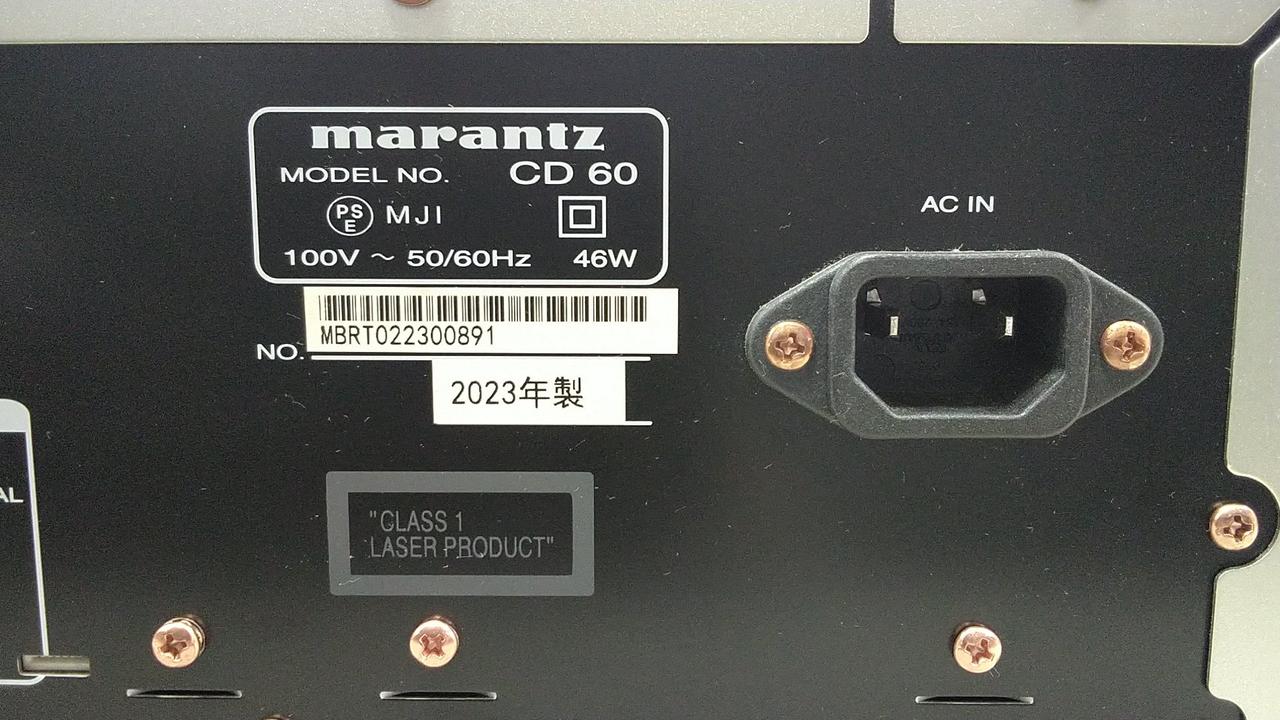 marantz
MODEL NO. CD 60
PSE MJI
100V ～ 50/60Hz 46W
AC IN
MBRT022300891
NO.
2023年製
"CLASS 1
LASER PRODUCT"
AL